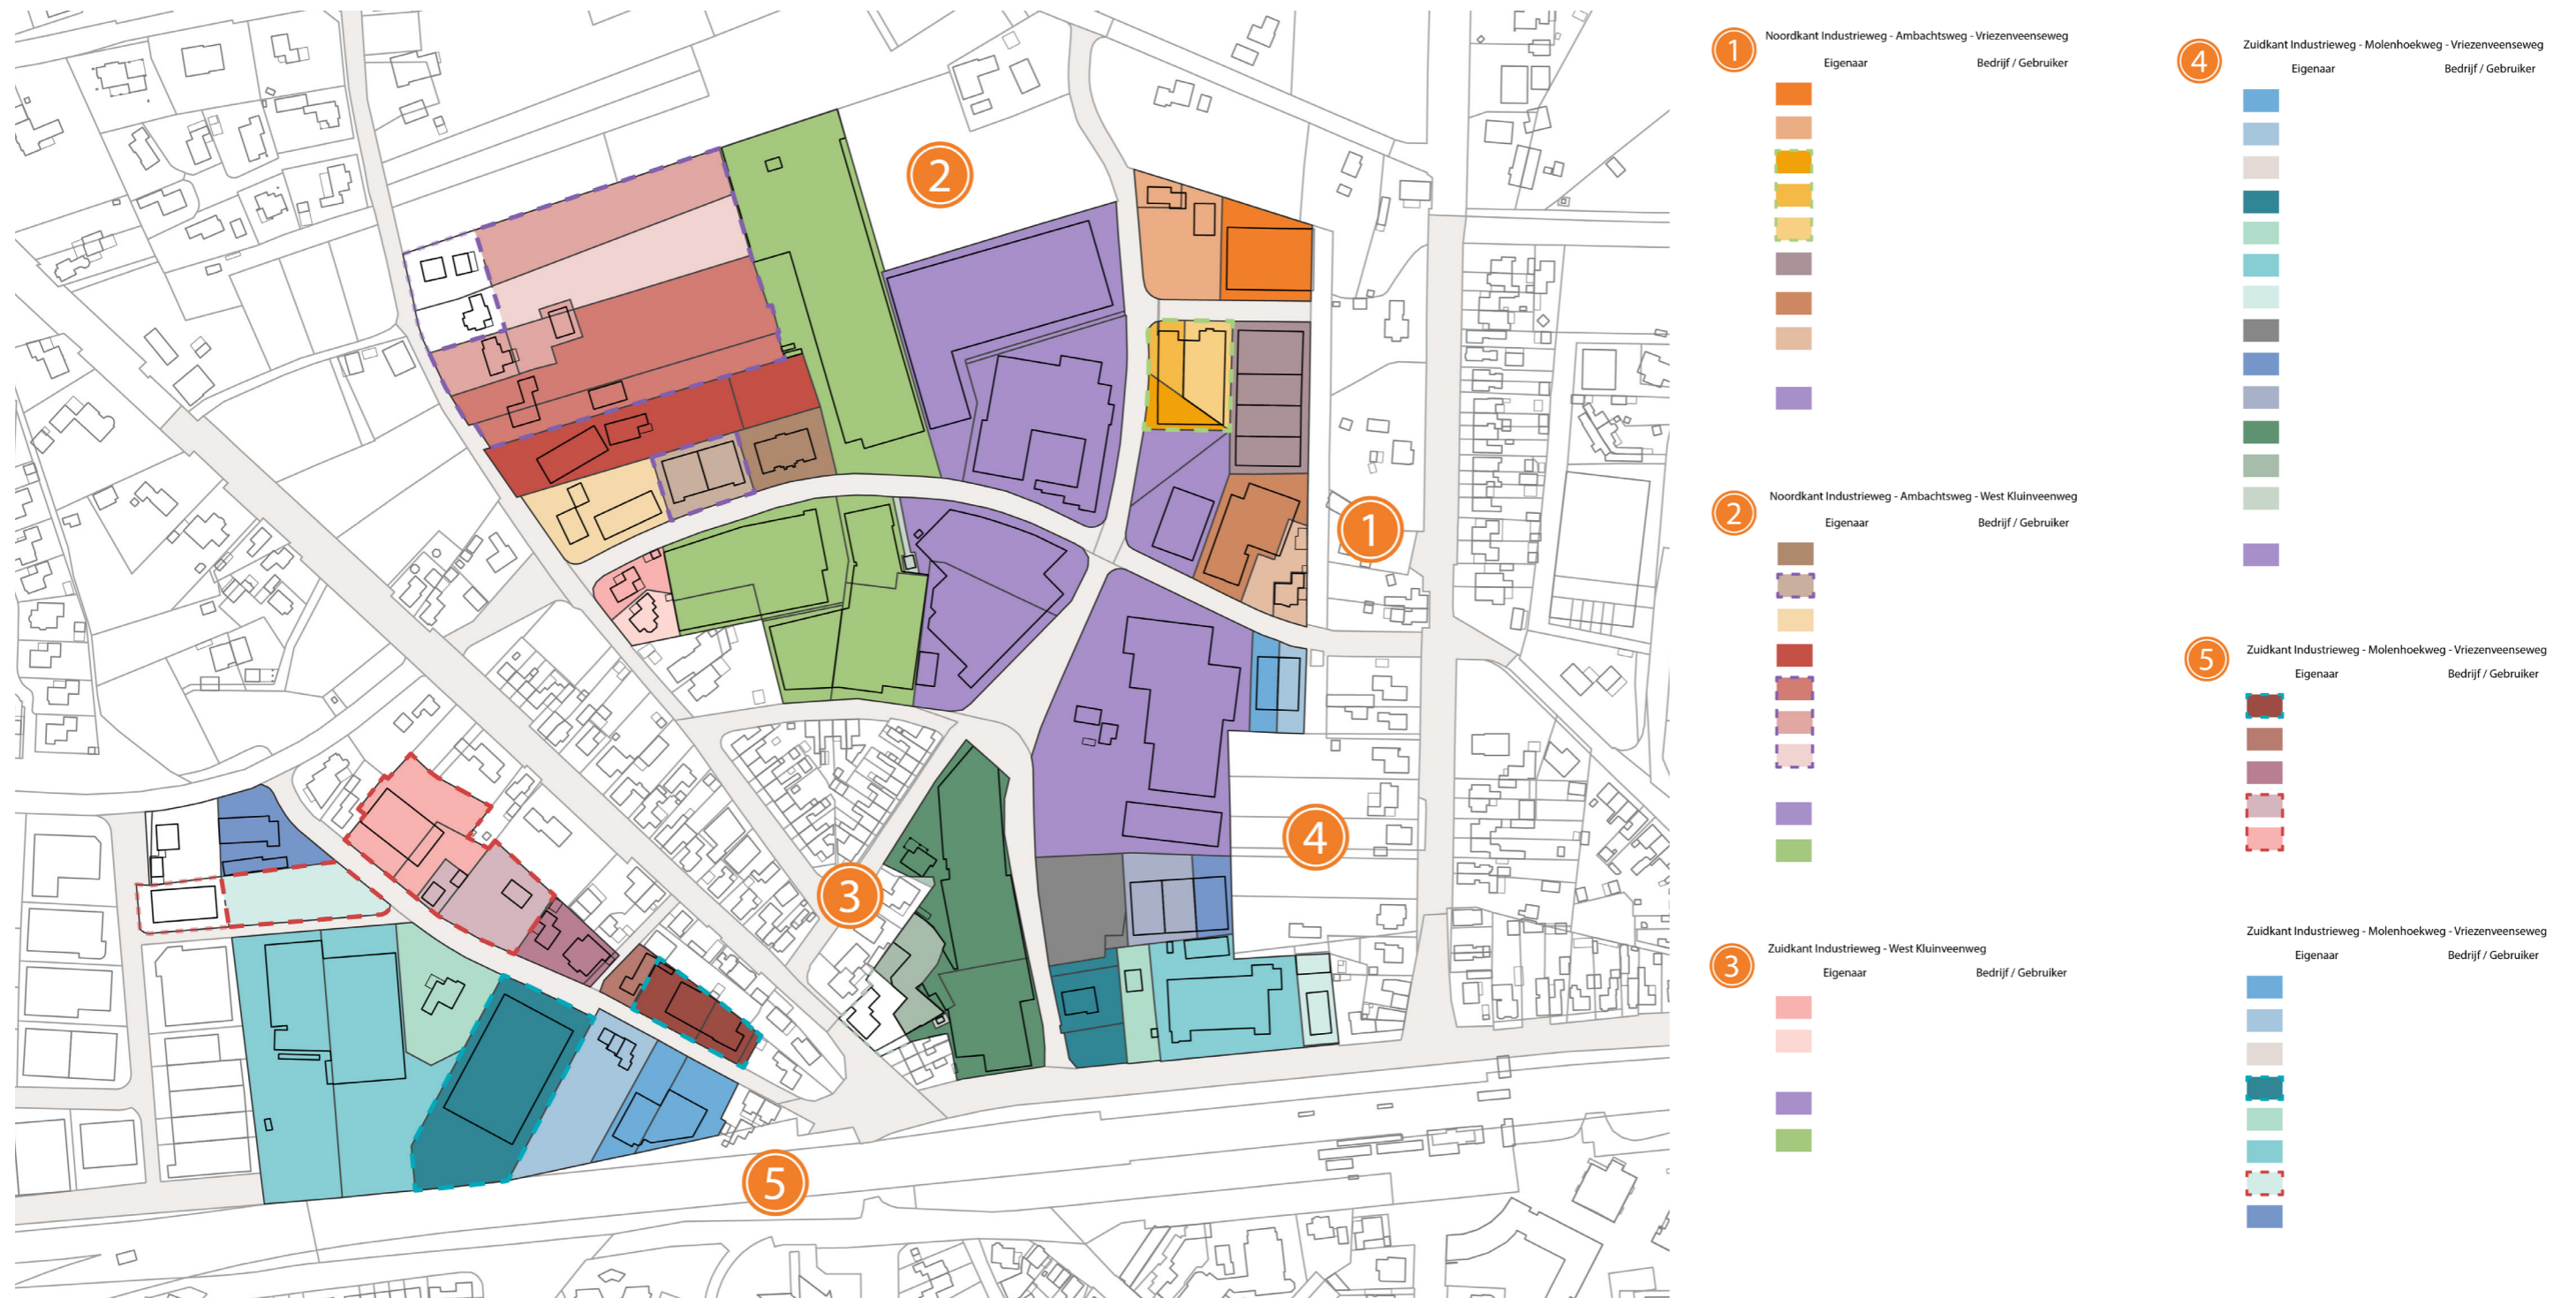 2
1
4
3
5
1
Noordkant Industrieweg - Ambachtsweg - Vriezenveenseweg
Eigenaar Bedrijf / Gebruiker
2
Noordkant Industrieweg - Ambachtsweg - West Kluinveenweg
Eigenaar Bedrijf / Gebruiker
3
Zuidkant Industrieweg - West Kluinveenweg
Eigenaar Bedrijf / Gebruiker
4
Zuidkant Industrieweg - Molenhoekweg - Vriezenveenseweg
Eigenaar Bedrijf / Gebruiker
5
Zuidkant Industrieweg - Molenhoekweg - Vriezenveenseweg
Eigenaar Bedrijf / Gebruiker
Zuidkant Industrieweg - Molenhoekweg - Vriezenveenseweg
Eigenaar Bedrijf / Gebruiker